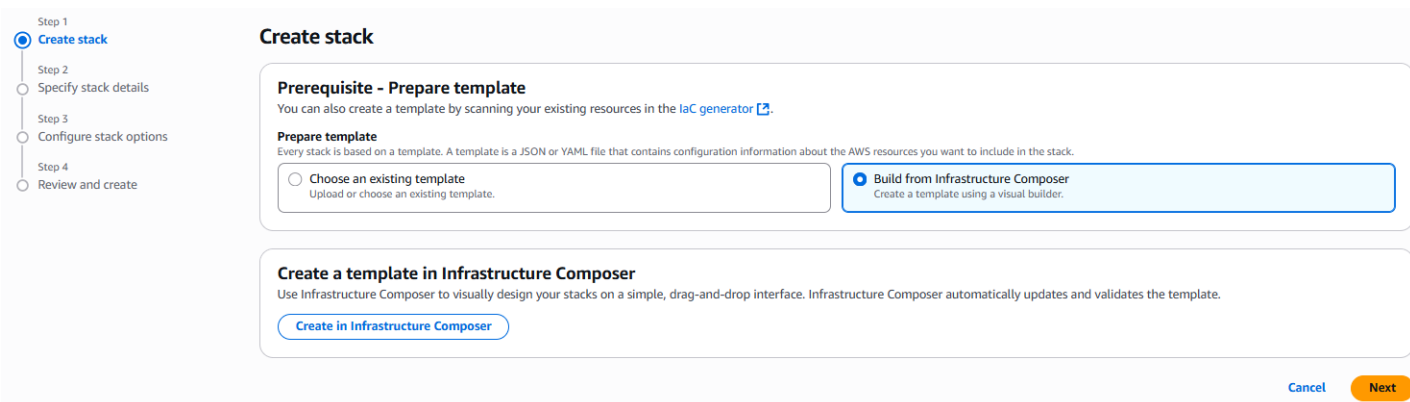 Step 1
Create stack
Step 2
Specify stack details
Step 3
Configure stack options
Step 4
Review and create
Create stack
Prerequisite - Prepare template
You can also create a template by scanning your existing resources in the IaC generator.
Prepare template
Every stack is based on a template. A template is a JSON or YAML file that contains configuration information about the AWS resources you want to include in the stack.
Choose an existing template
Upload or choose an existing template.
Build from Infrastructure Composer
Create a template using a visual builder.
Create a template in Infrastructure Composer
Use Infrastructure Composer to visually design your stacks on a simple, drag-and-drop interface. Infrastructure Composer automatically updates and validates the template.
Create in Infrastructure Composer
Cancel
Next